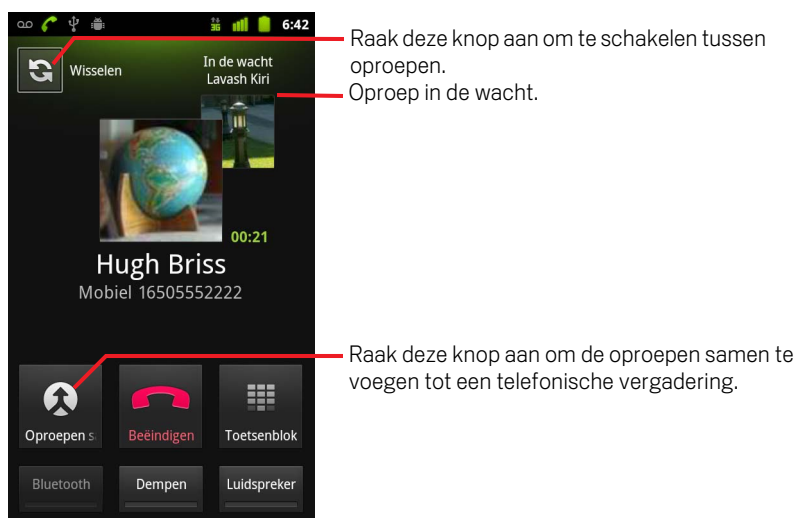 3G 6:42
Wisselen
In de wacht
Lavash Kiri
00:21
Hugh Briss
Mobiel 16505552222
Oproepen s
Beëindigen
Toetsenblok
Bluetooth
Dempen
Luidspreker
Raak deze knop aan om te schakelen tussen
oproepen.
Oproep in de wacht.
Raak deze knop aan om de oproepen samen te
voegen tot een telefonische vergadering.